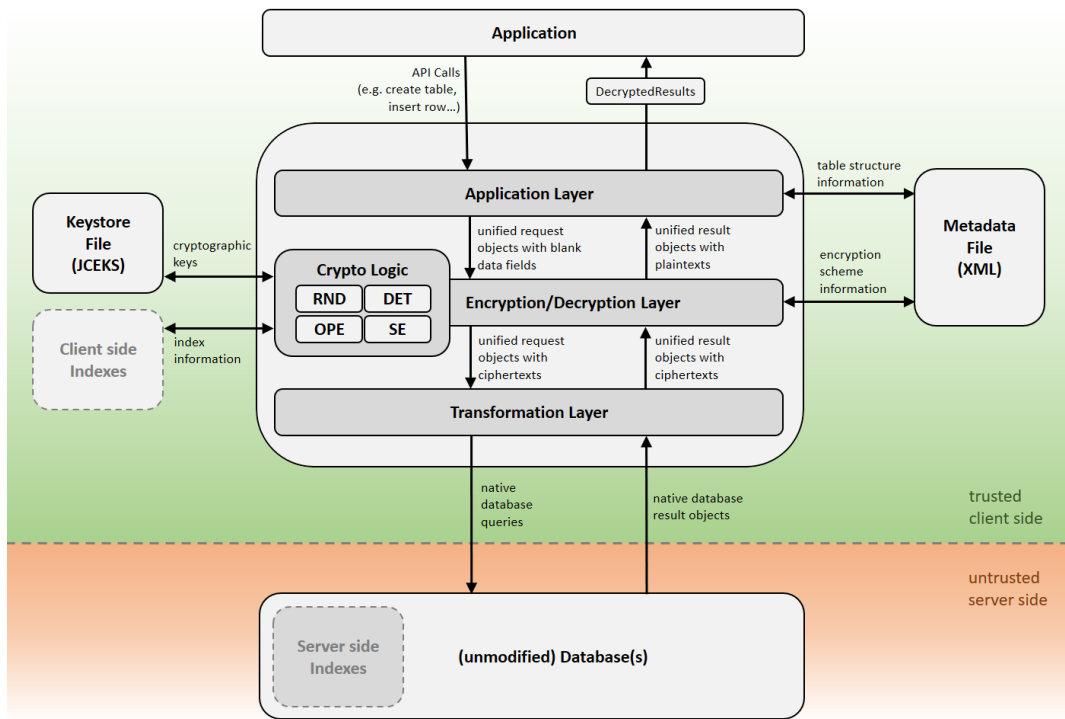 Application
API Calls
(e.g. create table,
insert row...)
DecryptedResults
Application Layer
table structure
information
Keystore
File
(JCEKS)
cryptographic
keys
unified request
objects with blank
data fields
unified result
objects with
plaintexts
Metadada
File
(XML)
Crypto Logic
RND
DET
OPE
SE
Encryption/Decryption Layer
encryption
scheme
information
Client side
Indexes
index
information
unified request
objects with
ciphertexts
unified result
objects with
ciphertexts
Transformation Layer
native
database
queries
native database
result objects
trusted
client side
untrusted
server side
Server side
Indexes
(unmodified) Database(s)